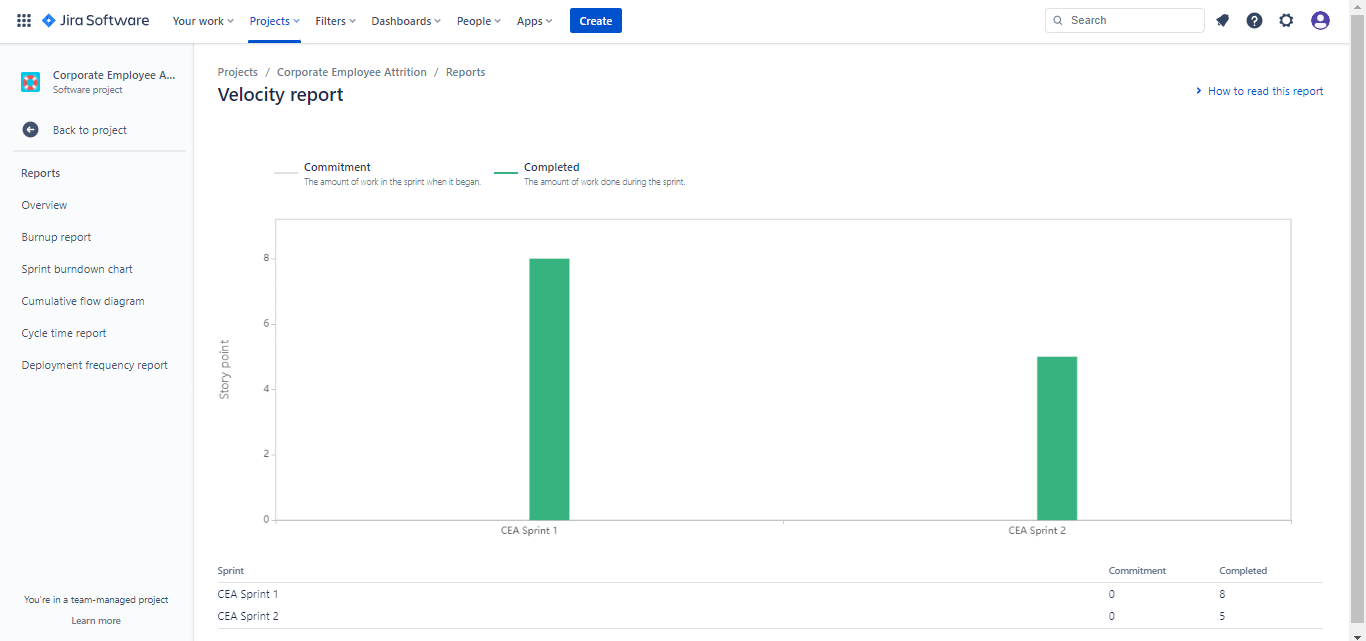 Jira Software Your work Projects Filters Dashboards People Apps Create Search
Corporate Employee A...
Software project
Back to project
Reports
Overview
Burnup report
Sprint burndown chart
Cumulative flow diagram
Cycle time report
Deployment frequency report
You're in a team-managed project
Learn more
Projects / Corporate Employee Attrition / Reports
Velocity report
How to read this report
Commitment
The amount of work in the sprint when it began.
Completed
The amount of work done during the sprint.
Story point
8
6
4
2
0
CEA Sprint 1 CEA Sprint 2
Sprint Commitment Completed
CEA Sprint 1 0 8
CEA Sprint 2 0 5